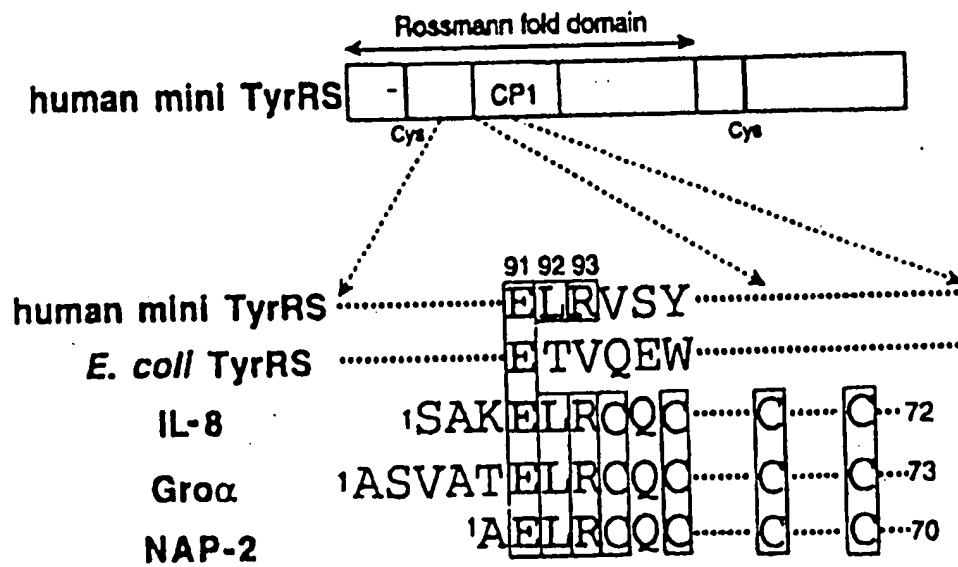 Rossmann fold domain
human mini TyrRS - CP1
Cys Cys
91 92 93
human mini TyrRS ELRVSY
E. coli TyrRS ETVQEW
IL-8 1SAKELRCQC C C 72
Groα 1ASVATELRCQC C C 73
NAP-2 1AELRCQC C C 70